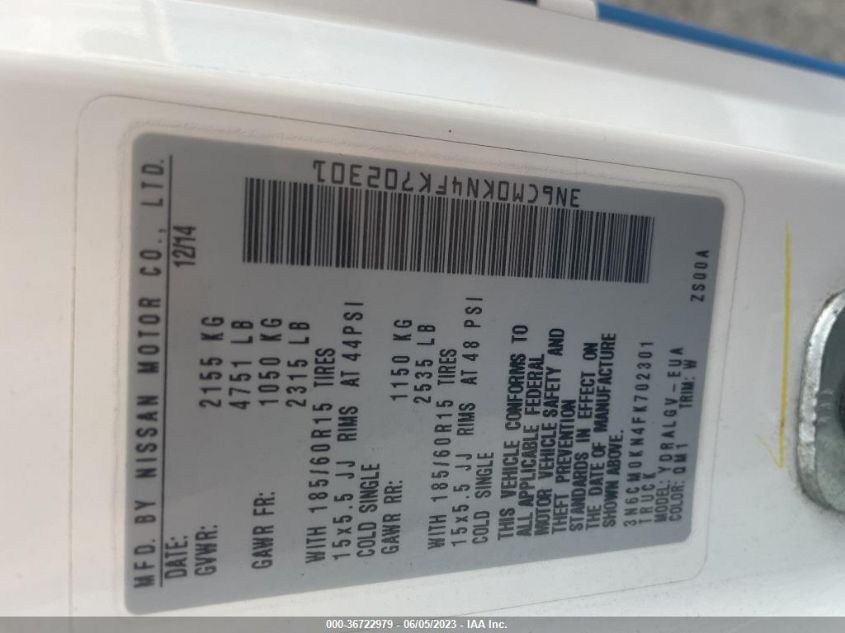 MFD. BY NISSAN MOTOR CO., LTD.
DATE: 12/14
GVWR: 2155 KG
4751 LB
GAWR FR: 1050 KG
2315 LB
WITH 185/60R15 TIRES
15x5.5 JJ RIMS AT 44PSI
COLD SINGLE
GAWR RR: 1150 KG
2535 LB
WITH 185/60R15 TIRES
15x5.5 JJ RIMS AT 48 PSI
COLD SINGLE
THIS VEHICLE CONFORMS TO
ALL APPLICABLE FEDERAL
MOTOR VEHICLE SAFETY AND
THEFT PREVENTION
STANDARDS IN EFFECT ON
THE DATE OF MANUFACTURE
SHOWN ABOVE.
3N6CM0KN4FK702301
TRUCK
MODEL: YDRALGV-EUA
COLOR: QM1 TRIM: W
ZS00A
3N6CM0KN4FK702301
000-36722979 - 06/05/2023 - IAA Inc.